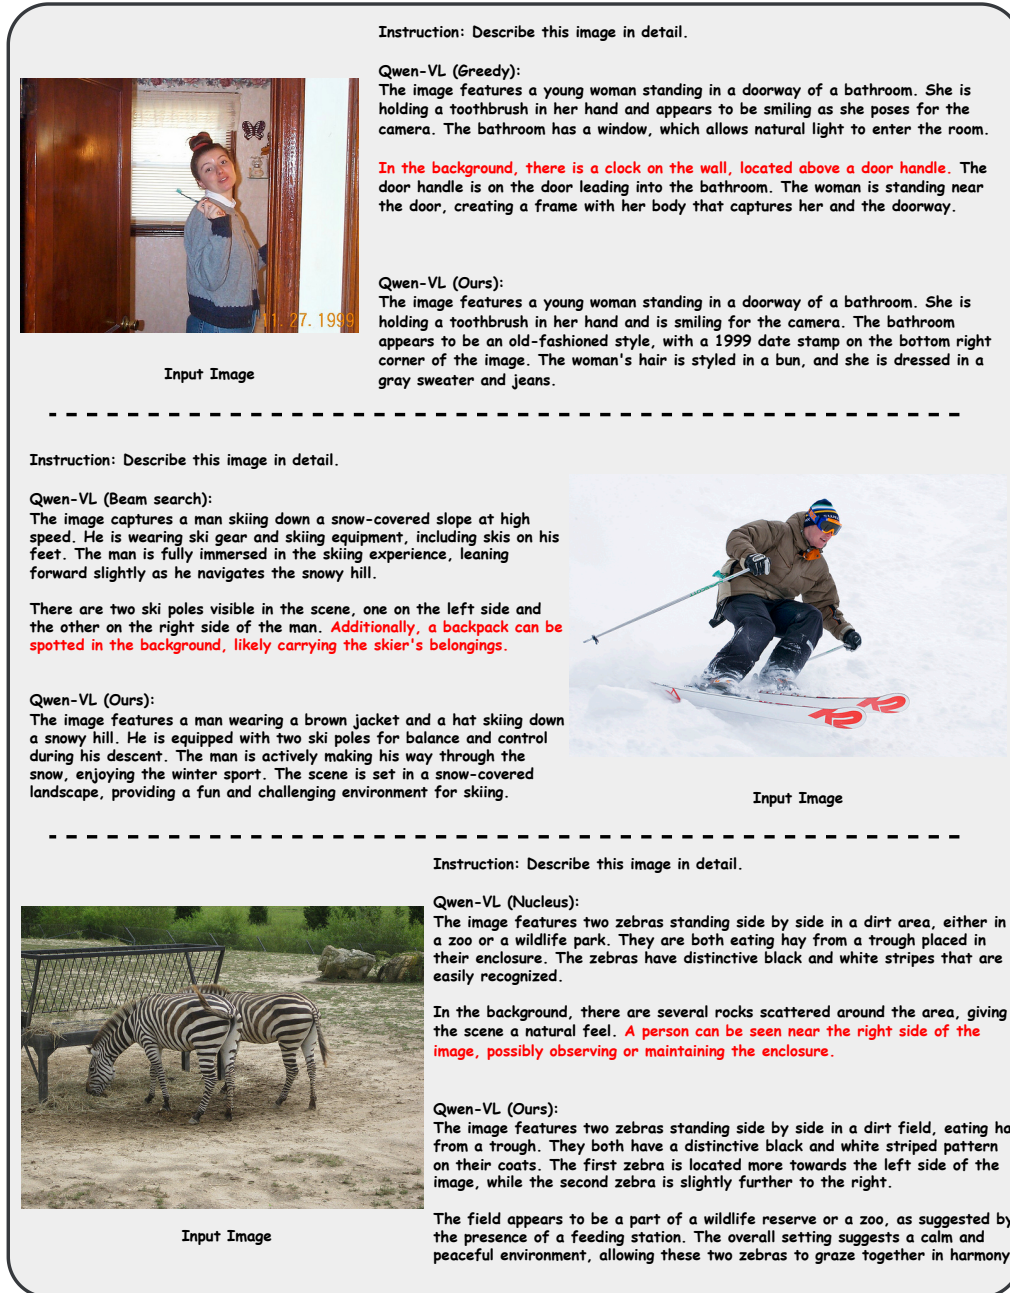 Instruction: Describe this image in detail.
Qwen-VL (Greedy):
The image features a young woman standing in a doorway of a bathroom. She is
holding a toothbrush in her hand and appears to be smiling as she poses for the
camera. The bathroom has a window, which allows natural light to enter the room.
In the background, there is a clock on the wall, located above a door handle. The
door handle is on the door leading into the bathroom. The woman is standing near
the door, creating a frame with her body that captures her and the doorway.
Qwen-VL (Ours):
The image features a young woman standing in a doorway of a bathroom. She is
holding a toothbrush in her hand and is smiling for the camera. The bathroom
appears to be an old-fashioned style, with a 1999 date stamp on the bottom right
corner of the image. The woman's hair is styled in a bun, and she is dressed in a
gray sweater and jeans.
11.27.1999
Input Image
Instruction: Describe this image in detail.
Qwen-VL (Beam search):
The image captures a man skiing down a snow-covered slope at high
speed. He is wearing ski gear and skiing equipment, including skis on his
feet. The man is fully immersed in the skiing experience, leaning
forward slightly as he navigates the snowy hill.
There are two ski poles visible in the scene, one on the left side and
the other on the right side of the man. Additionally, a backpack can be
spotted in the background, likely carrying the skier's belongings.
Qwen-VL (Ours):
The image features a man wearing a brown jacket and a hat skiing down
a snowy hill. He is equipped with two ski poles for balance and control
during his descent. The man is actively making his way through the
snow, enjoying the winter sport. The scene is set in a snow-covered
landscape, providing a fun and challenging environment for skiing.
K2
K2
Input Image
Instruction: Describe this image in detail.
Qwen-VL (Nucleus):
The image features two zebras standing side by side in a dirt area, either in
a zoo or a wildlife park. They are both eating hay from a trough placed in
their enclosure. The zebras have distinctive black and white stripes that are
easily recognized.
In the background, there are several rocks scattered around the area, giving
the scene a natural feel. A person can be seen near the right side of the
image, possibly observing or maintaining the enclosure.
Qwen-VL (Ours):
The image features two zebras standing side by side in a dirt field, eating ha
from a trough. They both have a distinctive black and white striped pattern
on their coats. The first zebra is located more towards the left side of the
image, while the second zebra is slightly further to the right.
The field appears to be a part of a wildlife reserve or a zoo, as suggested by
the presence of a feeding station. The overall setting suggests a calm and
peaceful environment, allowing these two zebras to graze together in harmony
Input Image